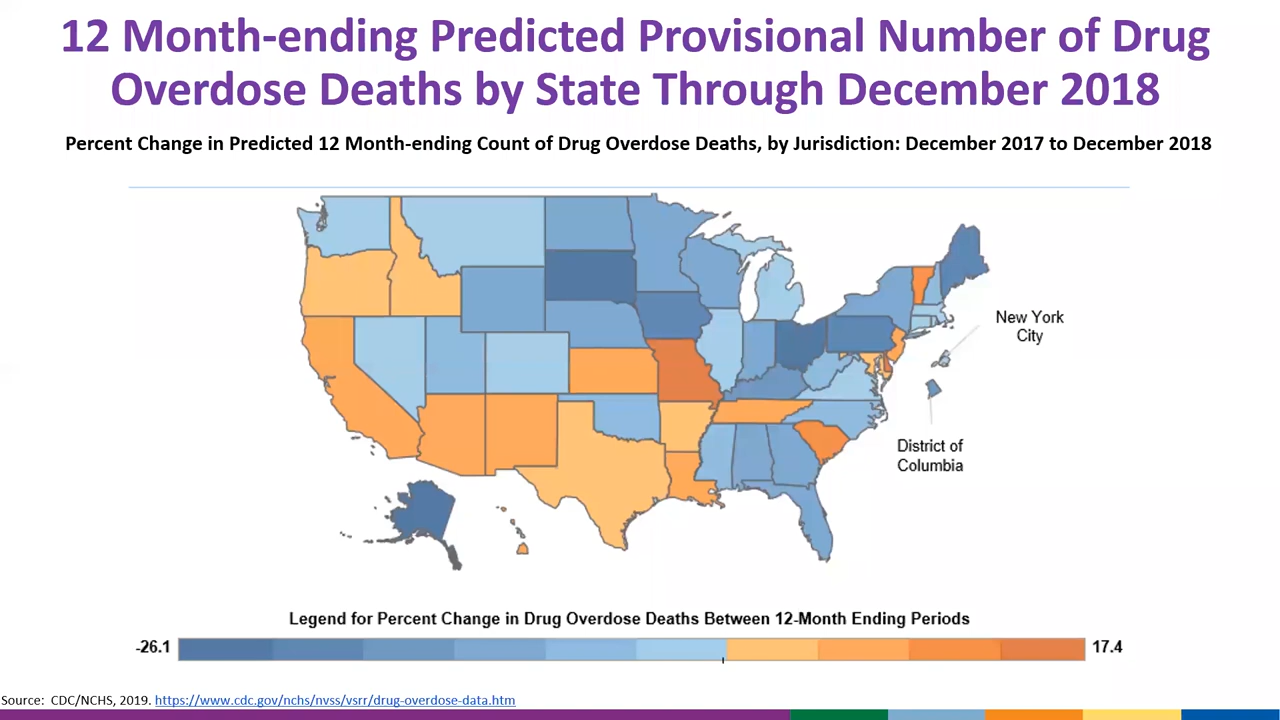 12 Month-ending Predicted Provisional Number of Drug
Overdose Deaths by State Through December 2018
Percent Change in Predicted 12 Month-ending Count of Drug Overdose Deaths, by Jurisdiction: December 2017 to December 2018
New York
City
District of
Columbia
Legend for Percent Change in Drug Overdose Deaths Between 12-Month Ending Periods
-26.1
17.4
Source: CDC/NCHS, 2019. https://www.cdc.gov/nchs/nvss/vsrr/drug-overdose-data.htm